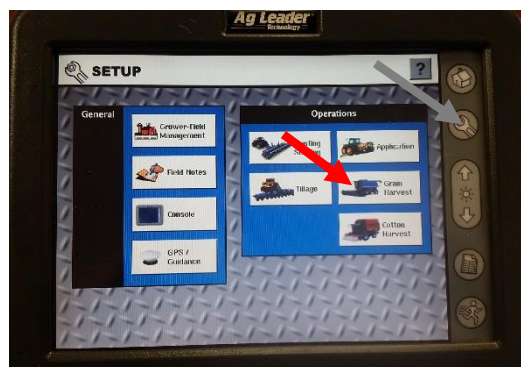 Ag Leader
Technology
SETUP
?
General
Operations
Grower-Field
Management
Field Notes
Console
GPS /
Guidance
Application
Tillage
Grain
Harvest
Cotton
Harvest